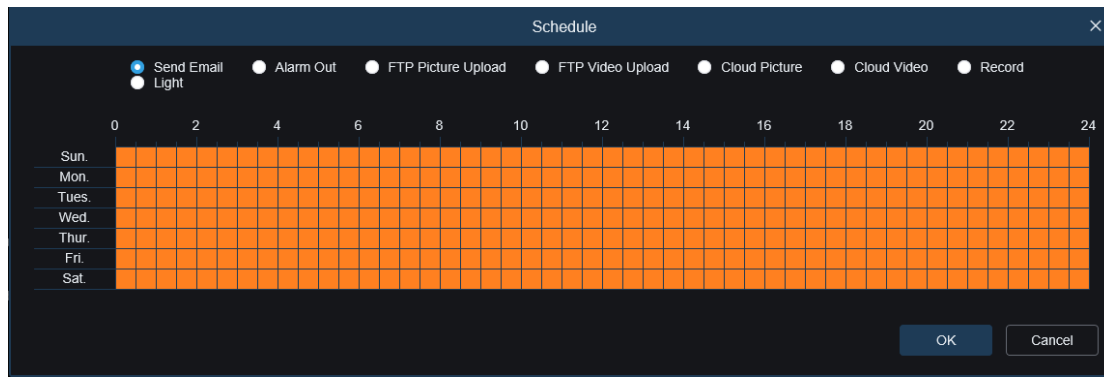 Schedule
Send Email Alarm Out FTP Picture Upload FTP Video Upload Cloud Picture Cloud Video Record
Light
0 2 4 6 8 10 12 14 16 18 20 22 24
Sun.
Mon.
Tues.
Wed.
Thur.
Fri.
Sat.
OK Cancel